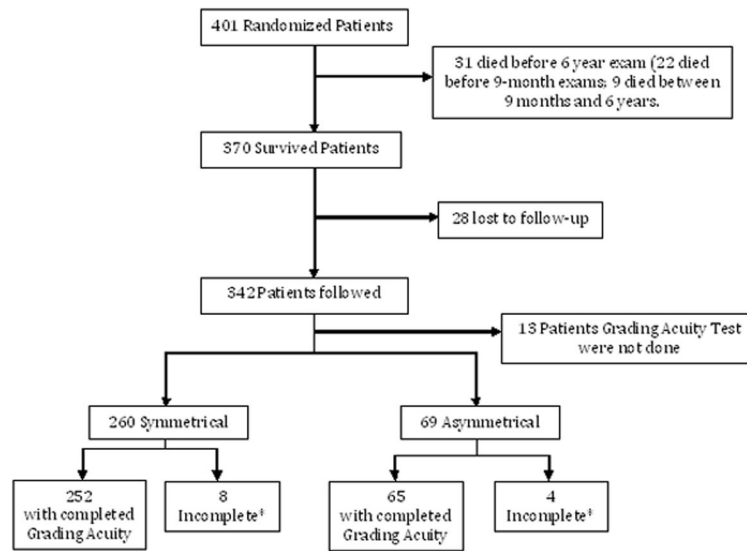 401 Randomized Patients
31 died before 6 year exam (22 died
before 9-month exams; 9 died between
9 months and 6 years.
370 Survived Patients
28 lost to follow-up
342 Patients followed
13 Patients Grading Acuity Test
were not done
260 Symmetrical
69 Asymmetrical
252
with completed
Grading Acuity
8
Incomplete*
65
with completed
Grading Acuity
4
Incomplete*